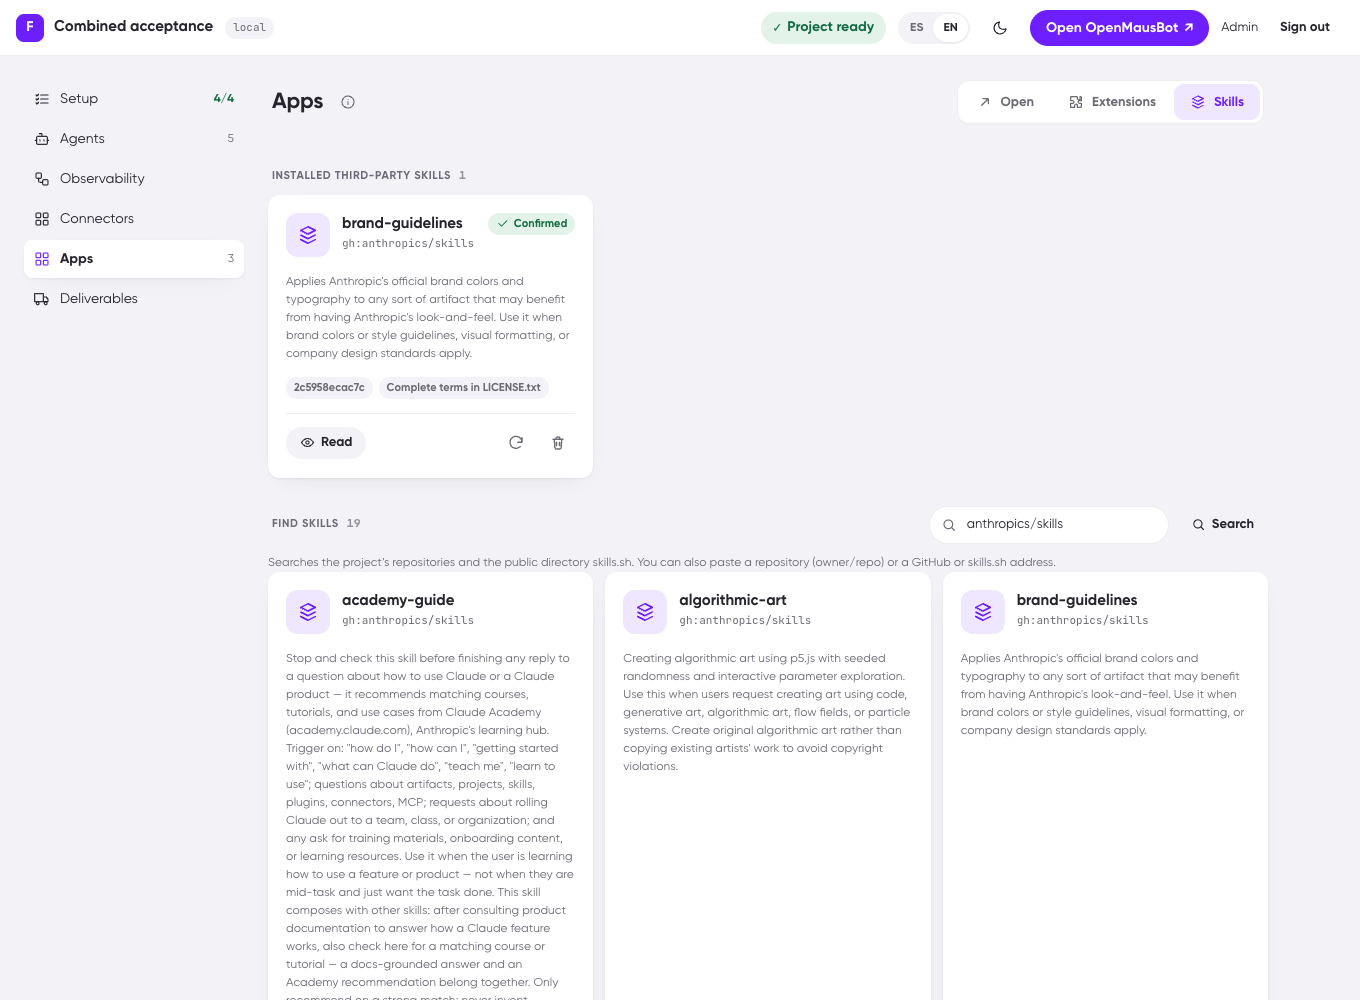 F Combined acceptance local
✓ Project ready ES EN Open OpenMausBot ↗ Admin Sign out
Setup 4/4
Agents 5
Observability
Connectors
Apps 3
Deliverables
Apps
Open Extensions Skills
INSTALLED THIRD-PARTY SKILLS 1
brand-guidelines Confirmed
gh:anthropics/skills
Applies Anthropic's official brand colors and
typography to any sort of artifact that may benefit
from having Anthropic's look-and-feel. Use it when
brand colors or style guidelines, visual formatting, or
company design standards apply.
2c5958ecac7c Complete terms in LICENSE.txt
Read
FIND SKILLS 19
anthropics/skills Search
Searches the project's repositories and the public directory skills.sh. You can also paste a repository (owner/repo) or a GitHub or skills.sh address.
academy-guide
gh:anthropics/skills
Stop and check this skill before finishing any reply to
a question about how to use Claude or a Claude
product — it recommends matching courses,
tutorials, and use cases from Claude Academy
(academy.claude.com), Anthropic's learning hub.
Trigger on: "how do I", "how can I", "getting started
with", "what can Claude do", "teach me", "learn to
use"; questions about artifacts, projects, skills,
plugins, connectors, MCP; requests about rolling
Claude out to a team, class, or organization; and
any ask for training materials, onboarding content,
or learning resources. Use it when the user is learning
how to use a feature or product — not when they are
mid-task and just want the task done. This skill
composes with other skills: after consulting product
documentation to answer how a Claude feature
works, also check here for a matching course or
tutorial — a docs-grounded answer and an
Academy recommendation belong together. Only
recommend on a strong match; never invent
algorithmic-art
gh:anthropics/skills
Creating algorithmic art using p5.js with seeded
randomness and interactive parameter exploration.
Use this when users request creating art using code,
generative art, algorithmic art, flow fields, or particle
systems. Create original algorithmic art rather than
copying existing artists' work to avoid copyright
violations.
brand-guidelines
gh:anthropics/skills
Applies Anthropic's official brand colors and
typography to any sort of artifact that may benefit
from having Anthropic's look-and-feel. Use it when
brand colors or style guidelines, visual formatting, or
company design standards apply.